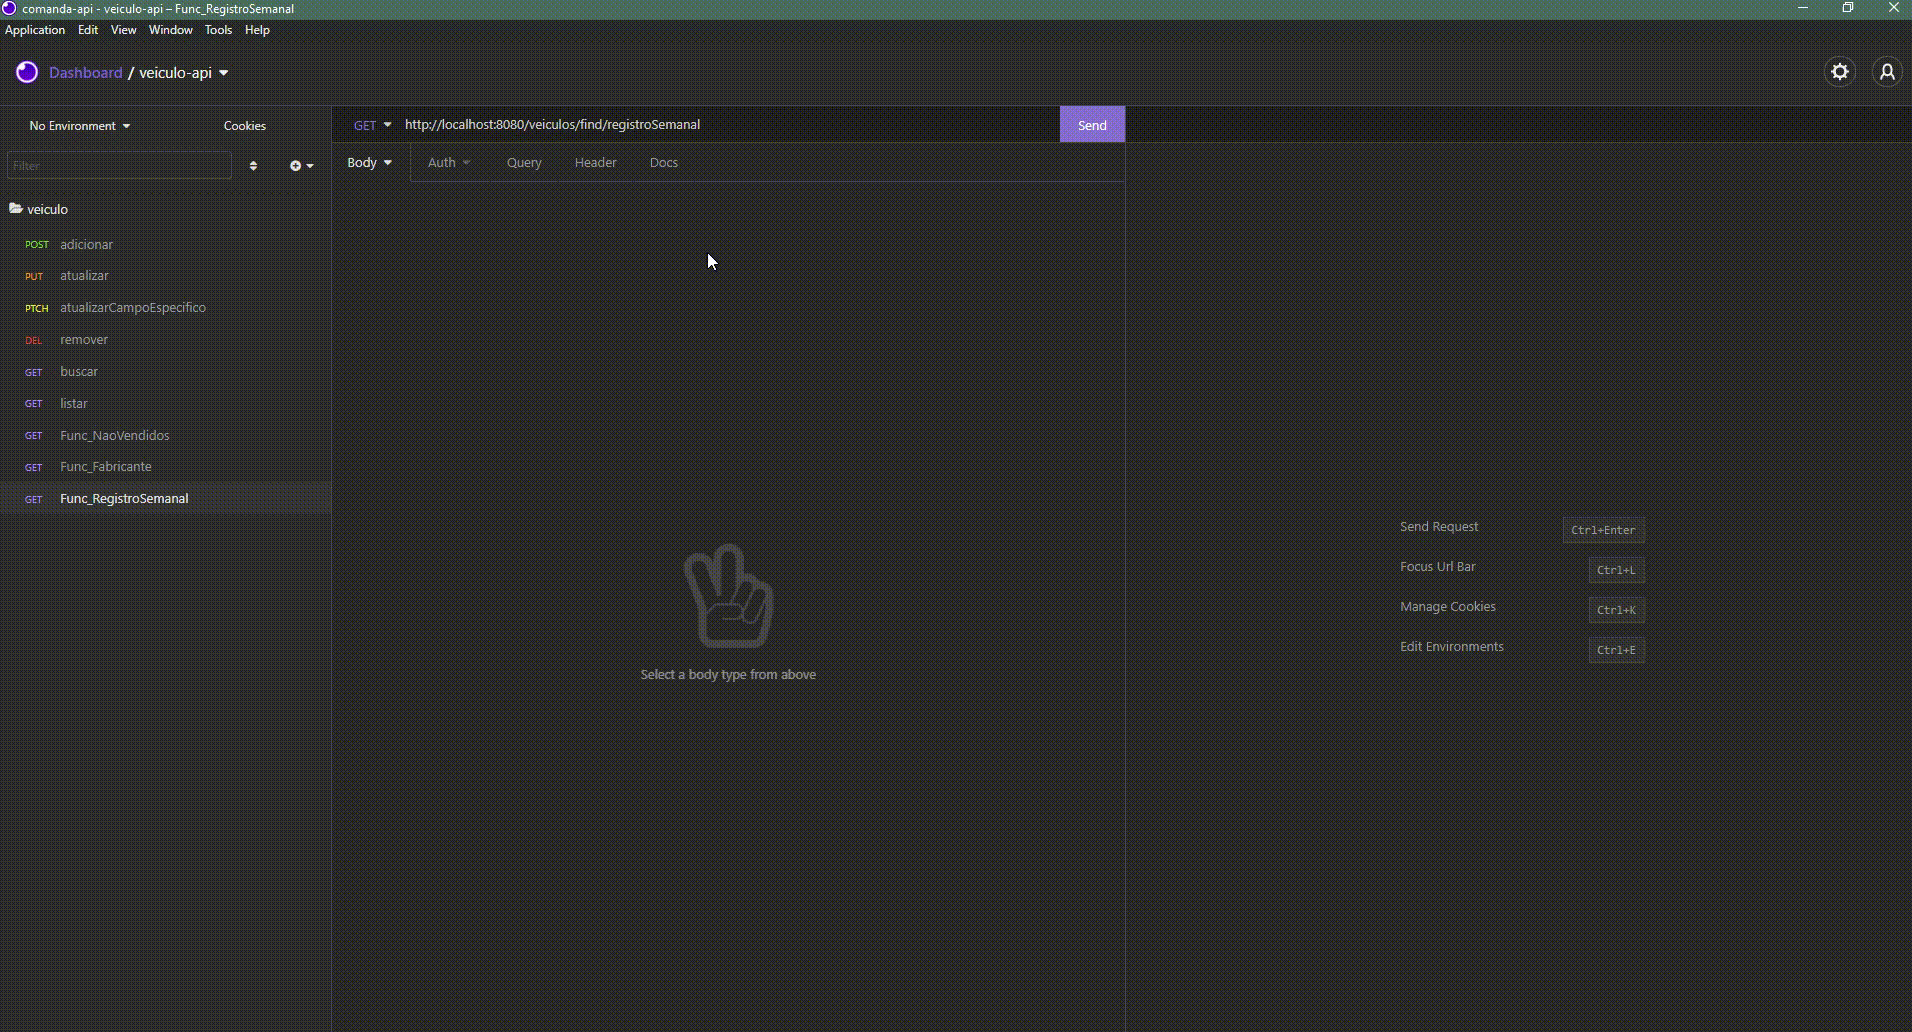 comanda-api - veiculo-api – Func_RegistroSemanal
Application Edit View Window Tools Help
Dashboard / veiculo-api
No Environment Cookies
Filter
veiculo
POST adicionar
PUT atualizar
PTCH atualizarCampoEspecifico
DEL remover
GET buscar
GET listar
GET Func_NaoVendidos
GET Func_Fabricante
GET Func_RegistroSemanal
GET http://localhost:8080/veiculos/find/registroSemanal Send
Body Auth Query Header Docs
Select a body type from above
Send Request Ctrl+Enter
Focus Url Bar Ctrl+L
Manage Cookies Ctrl+K
Edit Environments Ctrl+E